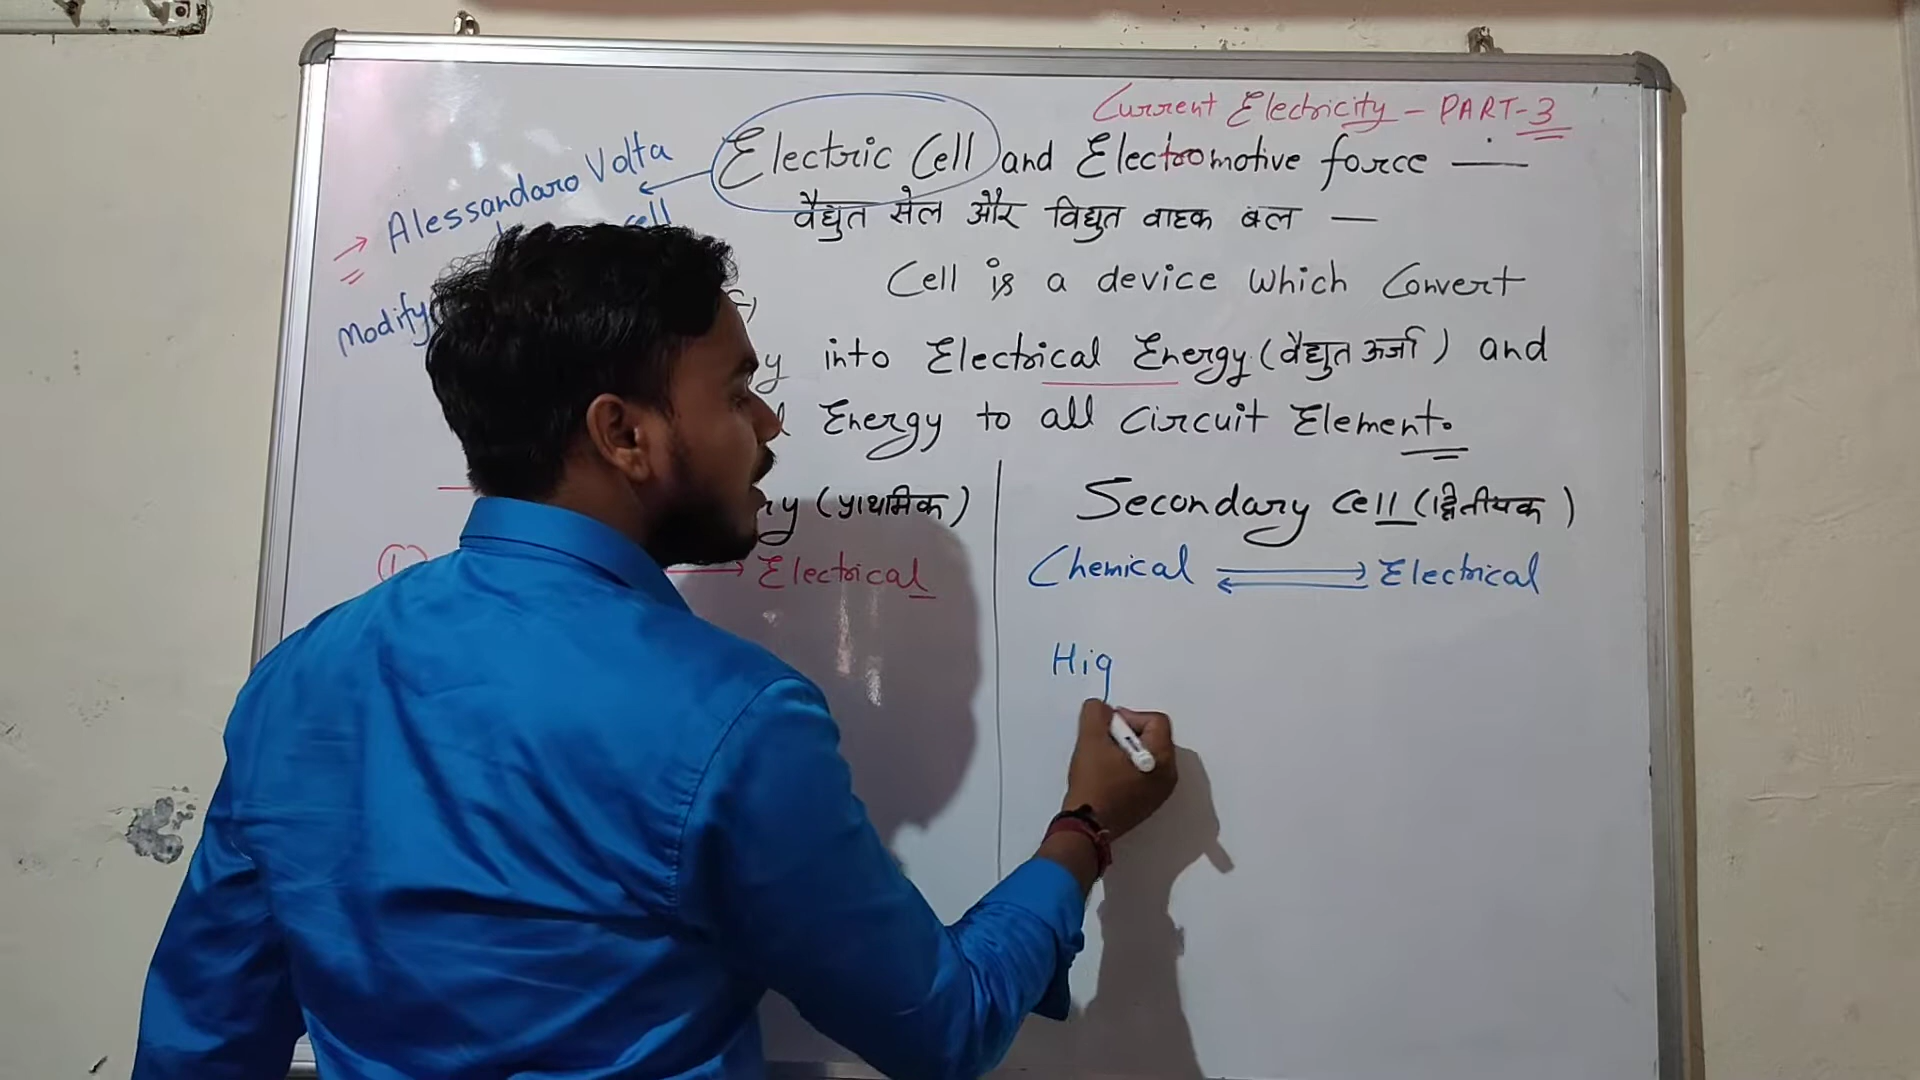 Current Electricity - PART-3
Electric Cell and Electromotive force —
वैद्युत सेल और विद्युत वाहक बल —
Alessandaro Volta
cell
Modify
Cell is a device which Convert
into Electrical Energy (वैद्युत ऊर्जा) and
Energy to all Circuit Element.
(प्राथमिक)
① → Electrical
Secondary Cell (द्वितीयक)
Chemical ⇌ Electrical
Hig